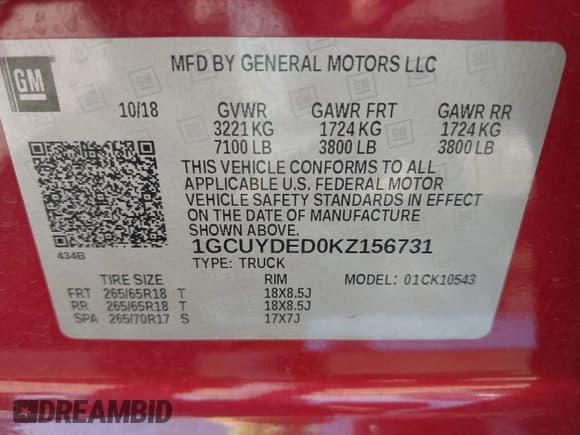 GM
MFD BY GENERAL MOTORS LLC
10/18 GVWR GAWR FRT GAWR RR
3221 KG 1724 KG 1724 KG
7100 LB 3800 LB 3800 LB
THIS VEHICLE CONFORMS TO ALL
APPLICABLE U.S. FEDERAL MOTOR
VEHICLE SAFETY STANDARDS IN EFFECT
ON THE DATE OF MANUFACTURE
SHOWN ABOVE.
434B
1GCUYDED0KZ156731
TYPE: TRUCK MODEL: 01CK10543
TIRE SIZE RIM
FRT 265/65R18 T 18X8.5J
RR 265/65R18 T 18X8.5J
SPA 265/70R17 S 17X7J
DREAMBID